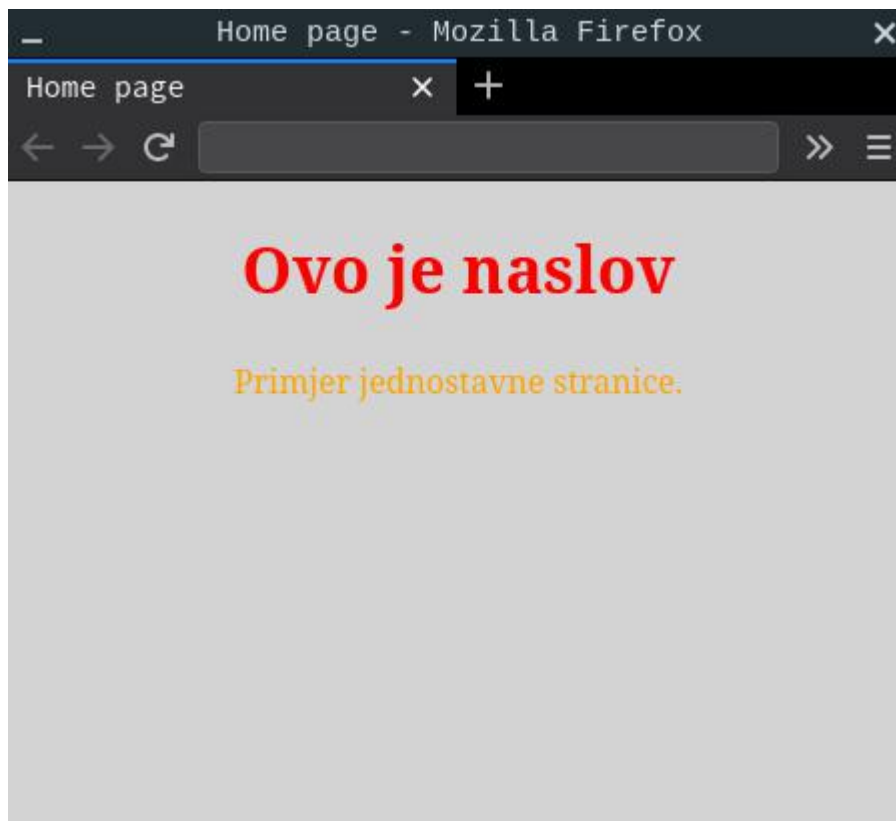 Home page - Mozilla Firefox
Home page
Ovo je naslov
Primjer jednostavne stranice.